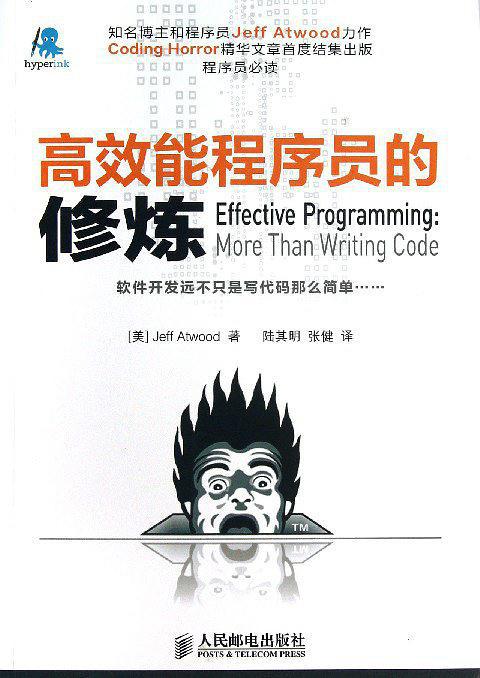 hyperink
知名博主和程序员Jeff Atwood力作
Coding Horror精华文章首度结集出版
程序员必读
高效能程序员的
修炼
Effective Programming:
More Than Writing Code
软件开发远不只是写代码那么简单……
[美] Jeff Atwood 著 陆其明 张健 译
TM
人民邮电出版社
POSTS & TELECOM PRESS